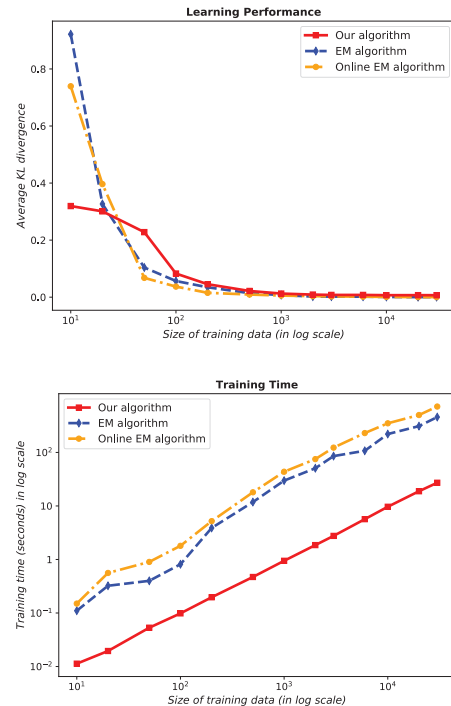 Learning Performance
Our algorithm
EM algorithm
Online EM algorithm
Average KL divergence
0.8
0.6
0.4
0.2
0.0
10¹ 10² 10³ 10⁴
Size of training data (in log scale)
Training Time
Our algorithm
EM algorithm
Online EM algorithm
Training time (seconds) in log scale
10²
10
1
10⁻¹
10⁻²
10¹ 10² 10³ 10⁴
Size of training data (in log scale)